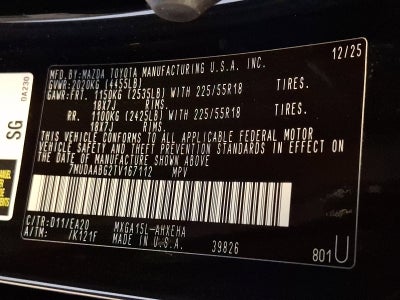 12/25
MFD.BY:MAZDA TOYOTA MANUFACTURING U.S.A. INC.
GVWR:2020KG (4455LB)
GAWR:FRT. 1150KG (2535LB) WITH 225/55R18 TIRES.
18X7J RIMS.
RR. 1100KG (2425LB) WITH 225/55R18 TIRES.
18X7J RIMS.
THIS VEHICLE CONFORMS TO ALL APPLICABLE FEDERAL MOTOR
VEHICLE SAFETY AND THEFT PREVENTION STANDARDS IN EFFECT ON
THE DATE OF MANUFACTURE SHOWN ABOVE.
7MUDAABG2TV167112 MPV
C/TR:D11/EA20 MXGA15L-AHXEHA
A/TM: /K121F MADE IN U.S.A. 39826
801U
0A230
SG